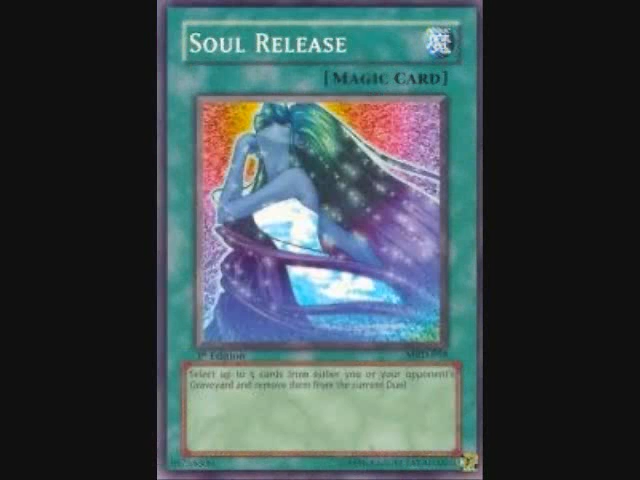 SOUL RELEASE
魔
[MAGIC CARD]
1st Edition
Select up to 5 cards from either you or your opponent's
Graveyard and remove them from the current Duel